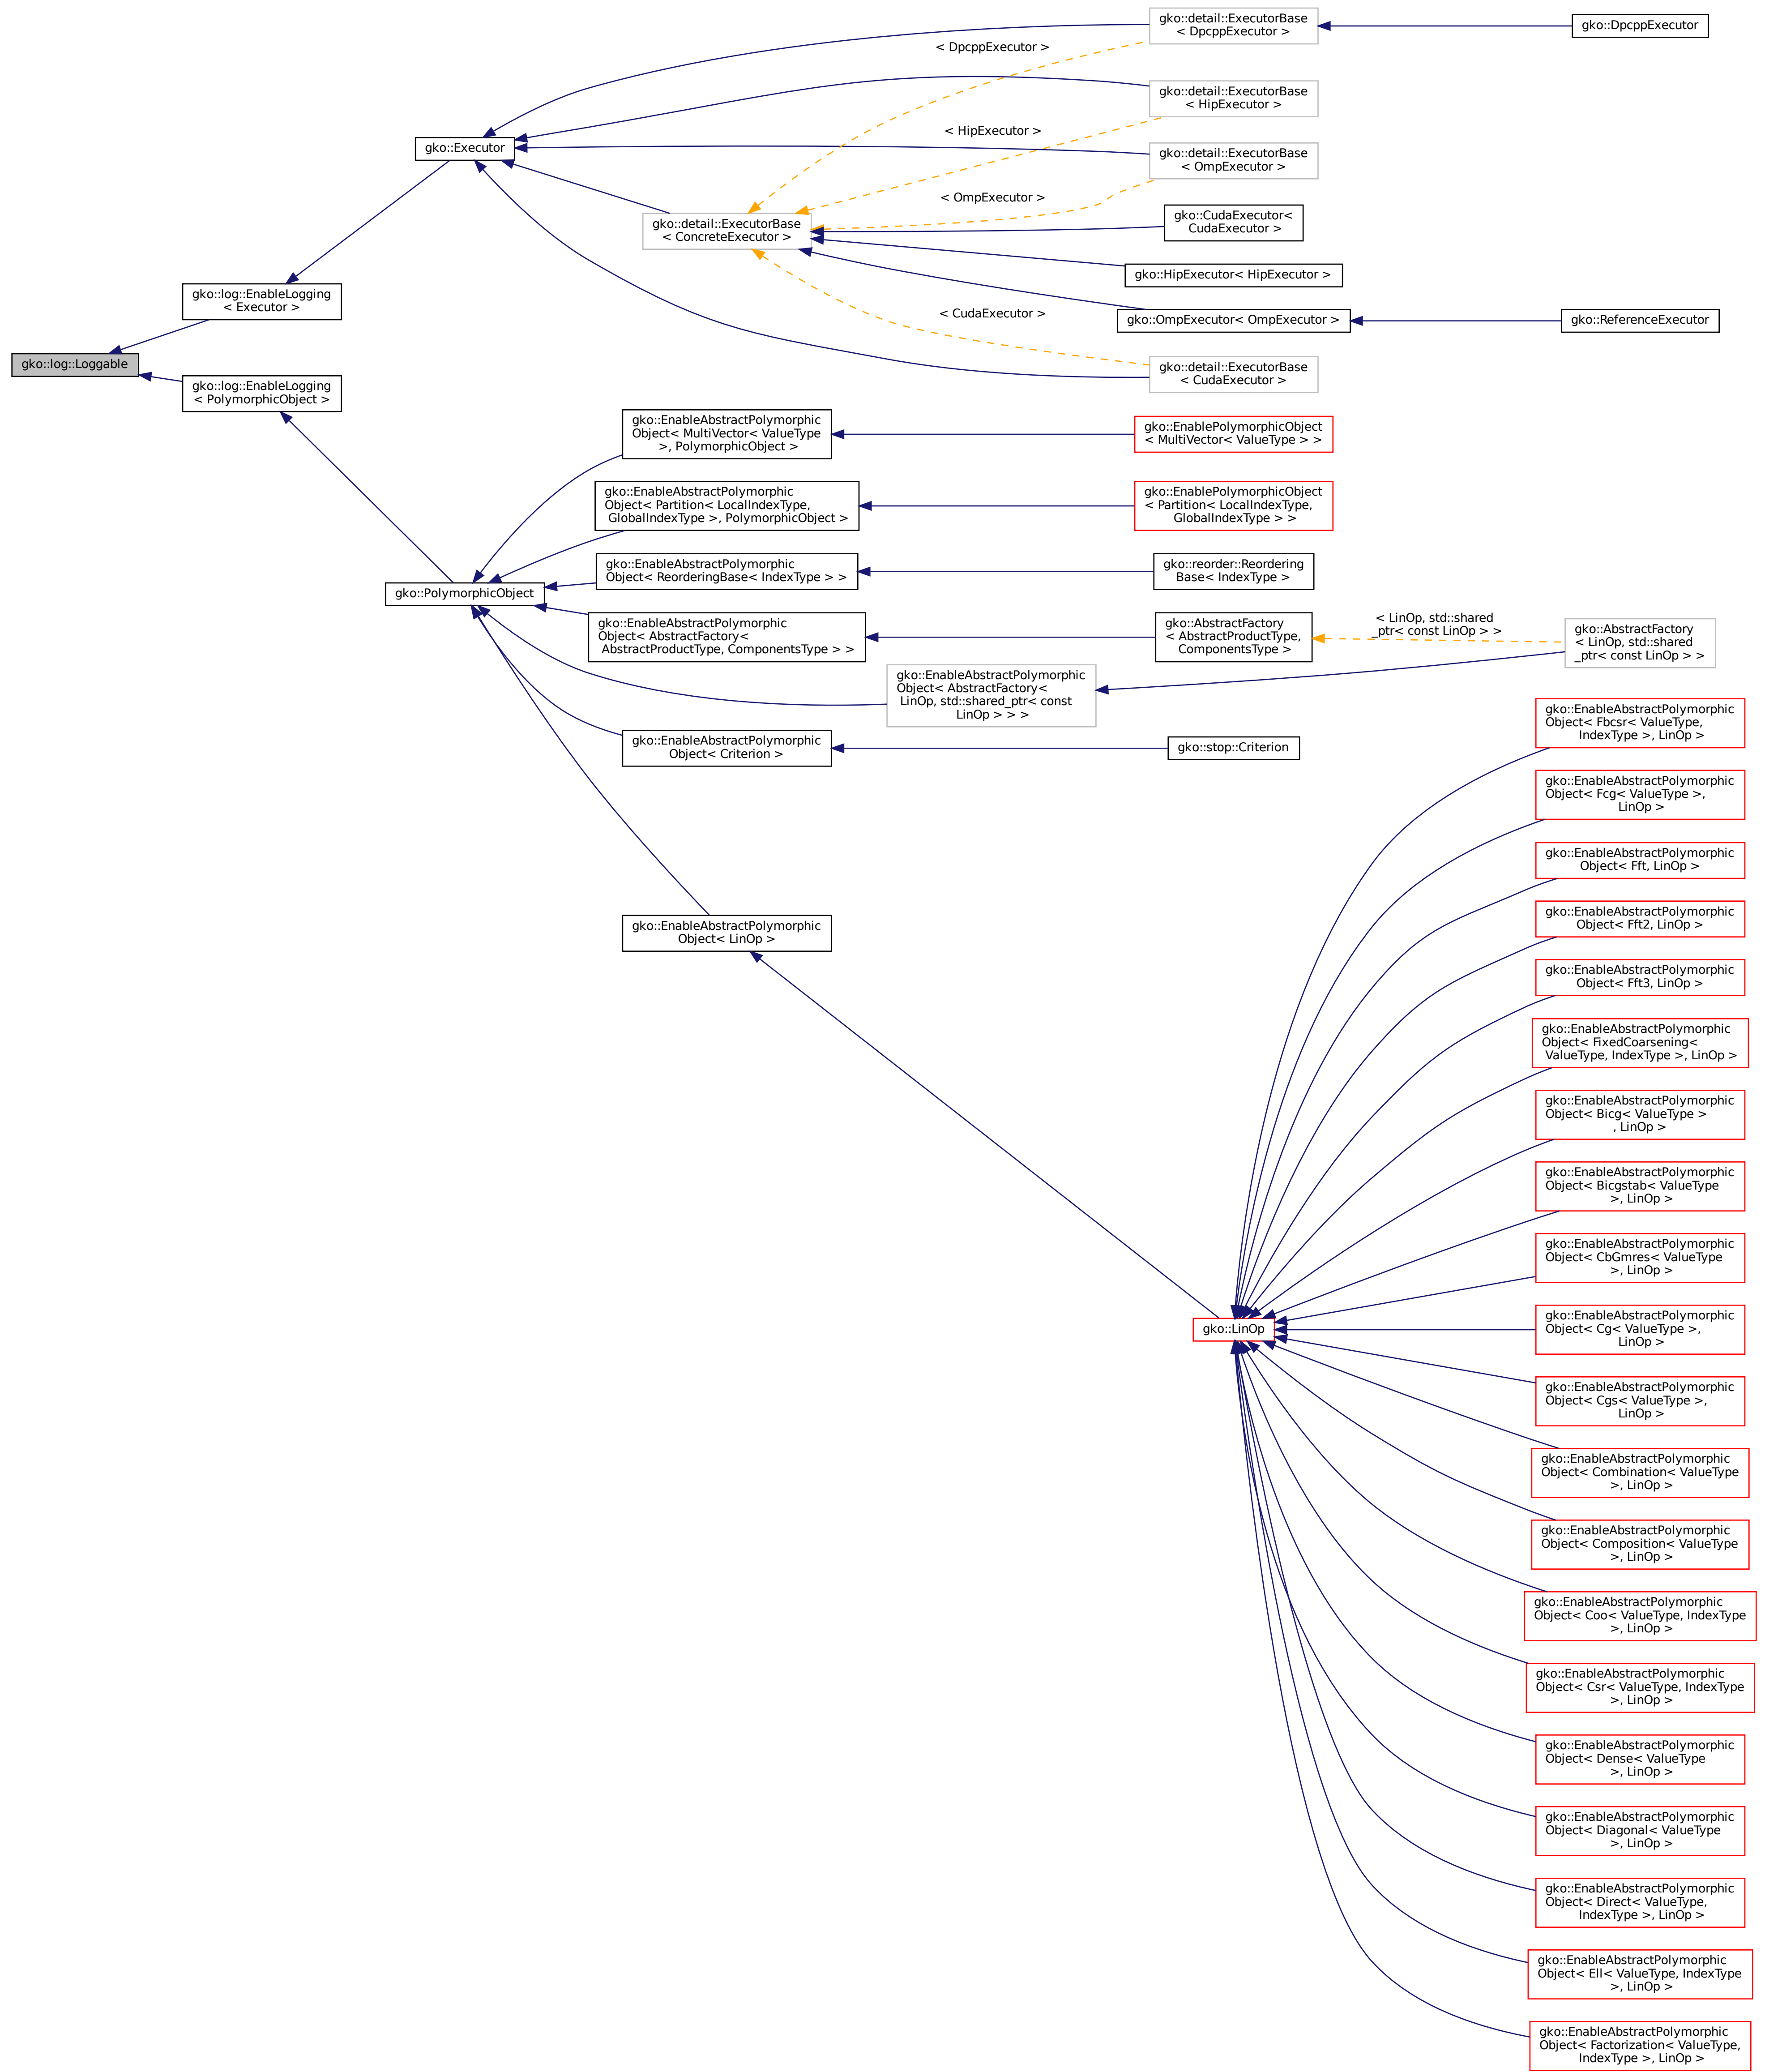 gko::log::Loggable
gko::log::EnableLogging
< Executor >
gko::log::EnableLogging
< PolymorphicObject >
gko::Executor
gko::PolymorphicObject
gko::detail::ExecutorBase
< DpcppExecutor >
gko::DpcppExecutor
< DpcppExecutor >
gko::detail::ExecutorBase
< HipExecutor >
< HipExecutor >
gko::detail::ExecutorBase
< OmpExecutor >
< OmpExecutor >
gko::detail::ExecutorBase
< ConcreteExecutor >
gko::CudaExecutor<
CudaExecutor >
gko::HipExecutor< HipExecutor >
< CudaExecutor >
gko::OmpExecutor< OmpExecutor >
gko::ReferenceExecutor
gko::detail::ExecutorBase
< CudaExecutor >
gko::EnableAbstractPolymorphic
Object< MultiVector< ValueType
>, PolymorphicObject >
gko::EnablePolymorphicObject
< MultiVector< ValueType > >
gko::EnableAbstractPolymorphic
Object< Partition< LocalIndexType,
GlobalIndexType >, PolymorphicObject >
gko::EnablePolymorphicObject
< Partition< LocalIndexType,
GlobalIndexType > >
gko::EnableAbstractPolymorphic
Object< ReorderingBase< IndexType > >
gko::reorder::Reordering
Base< IndexType >
gko::EnableAbstractPolymorphic
Object< AbstractFactory<
AbstractProductType, ComponentsType > >
gko::AbstractFactory
< AbstractProductType,
ComponentsType >
< LinOp, std::shared
_ptr< const LinOp > >
gko::AbstractFactory
< LinOp, std::shared
_ptr< const LinOp > >
gko::EnableAbstractPolymorphic
Object< AbstractFactory<
LinOp, std::shared_ptr< const
LinOp > > >
gko::EnableAbstractPolymorphic
Object< Criterion >
gko::stop::Criterion
gko::EnableAbstractPolymorphic
Object< LinOp >
gko::LinOp
gko::EnableAbstractPolymorphic
Object< Fbcsr< ValueType,
IndexType >, LinOp >
gko::EnableAbstractPolymorphic
Object< Fcg< ValueType >,
LinOp >
gko::EnableAbstractPolymorphic
Object< Fft, LinOp >
gko::EnableAbstractPolymorphic
Object< Fft2, LinOp >
gko::EnableAbstractPolymorphic
Object< Fft3, LinOp >
gko::EnableAbstractPolymorphic
Object< FixedCoarsening<
ValueType, IndexType >, LinOp >
gko::EnableAbstractPolymorphic
Object< Bicg< ValueType >
, LinOp >
gko::EnableAbstractPolymorphic
Object< Bicgstab< ValueType
>, LinOp >
gko::EnableAbstractPolymorphic
Object< CbGmres< ValueType
>, LinOp >
gko::EnableAbstractPolymorphic
Object< Cg< ValueType >,
LinOp >
gko::EnableAbstractPolymorphic
Object< Cgs< ValueType >,
LinOp >
gko::EnableAbstractPolymorphic
Object< Combination< ValueType
>, LinOp >
gko::EnableAbstractPolymorphic
Object< Composition< ValueType
>, LinOp >
gko::EnableAbstractPolymorphic
Object< Coo< ValueType, IndexType
>, LinOp >
gko::EnableAbstractPolymorphic
Object< Csr< ValueType, IndexType
>, LinOp >
gko::EnableAbstractPolymorphic
Object< Dense< ValueType
>, LinOp >
gko::EnableAbstractPolymorphic
Object< Diagonal< ValueType
>, LinOp >
gko::EnableAbstractPolymorphic
Object< Direct< ValueType,
IndexType >, LinOp >
gko::EnableAbstractPolymorphic
Object< Ell< ValueType, IndexType
>, LinOp >
gko::EnableAbstractPolymorphic
Object< Factorization< ValueType,
IndexType >, LinOp >